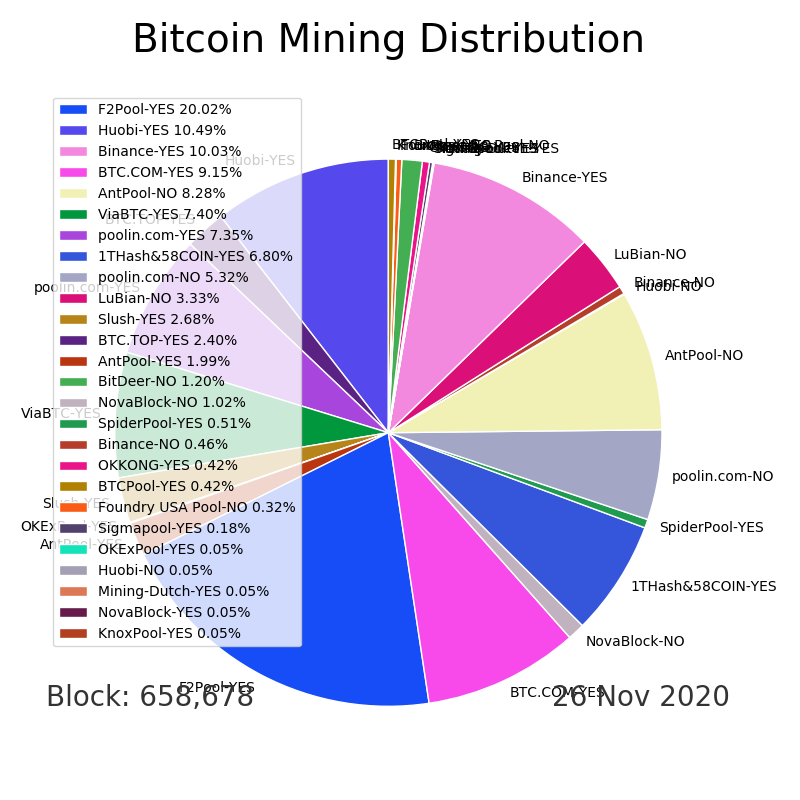 Bitcoin Mining Distribution
F2Pool-YES 20.02%
Huobi-YES 10.49%
Binance-YES 10.03%
BTC.COM-YES 9.15%
AntPool-NO 8.28%
ViaBTC-YES 7.40%
poolin.com-YES 7.35%
1THash&58COIN-YES 6.80%
poolin.com-NO 5.32%
LuBian-NO 3.33%
Slush-YES 2.68%
BTC.TOP-YES 2.40%
AntPool-YES 1.99%
BitDeer-NO 1.20%
NovaBlock-NO 1.02%
SpiderPool-YES 0.51%
Binance-NO 0.46%
OKKONG-YES 0.42%
BTCPool-YES 0.42%
Foundry USA Pool-NO 0.32%
Sigmapool-YES 0.18%
OKExPool-YES 0.05%
Huobi-NO 0.05%
Mining-Dutch-YES 0.05%
NovaBlock-YES 0.05%
KnoxPool-YES 0.05%
Huobi-YES
BTC.TOP-YES
poolin.com-YES
ViaBTC-YES
Slush-YES
OKExPool-YES
AntPool-YES
F2Pool-YES
Binance-YES
LuBian-NO
Binance-NO
Huobi-NO
AntPool-NO
poolin.com-NO
SpiderPool-YES
1THash&58COIN-YES
NovaBlock-NO
BTC.COM-YES
Block: 658,678
26 Nov 2020